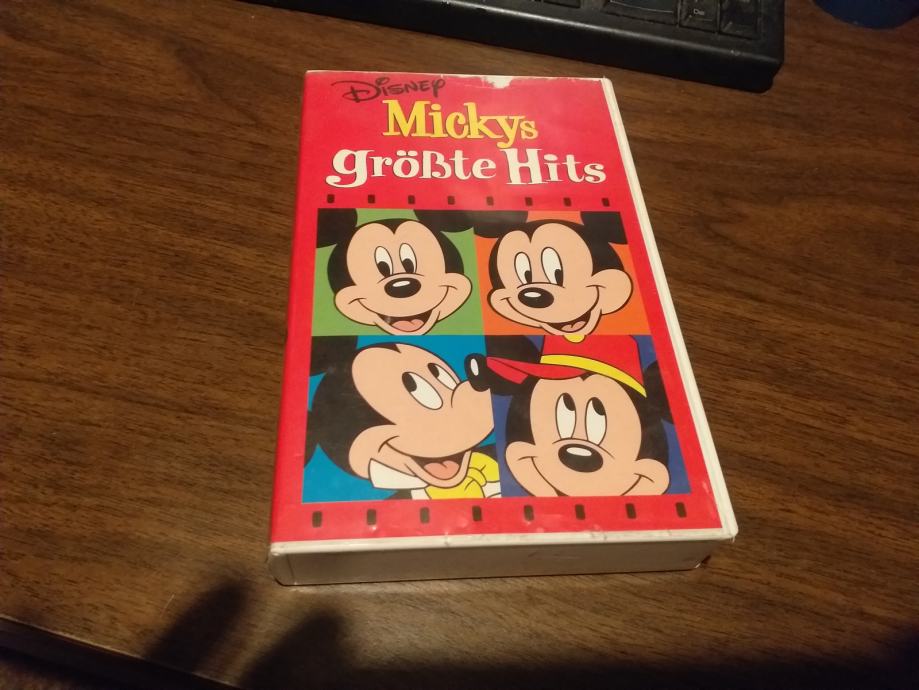 Disney
Mickys
größte Hits